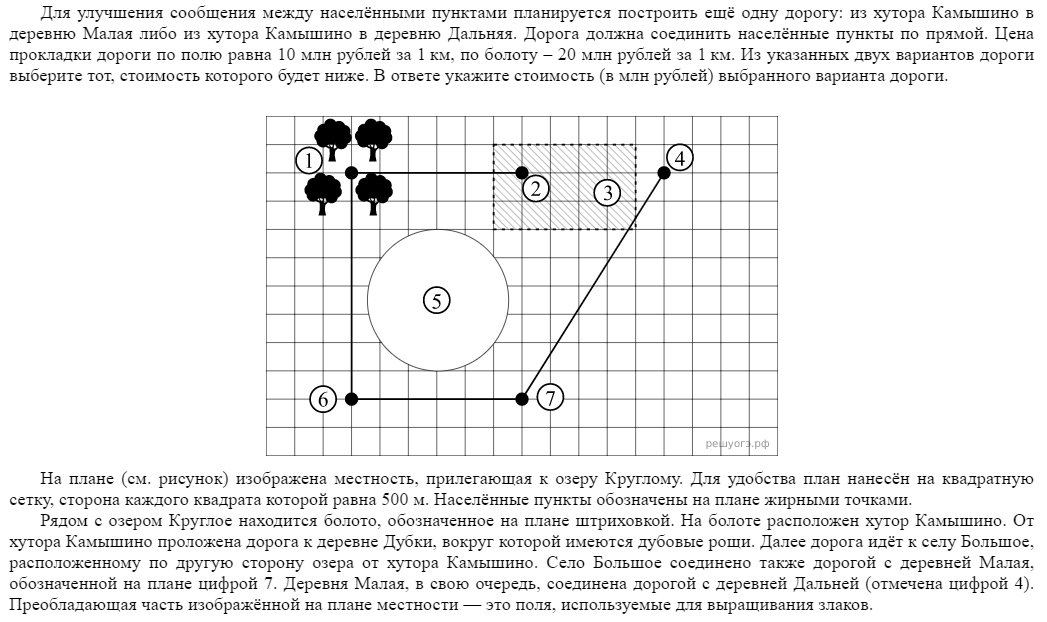 Для улучшения сообщения между населёнными пунктами планируется построить ещё одну дорогу: из хутора Камышино в
деревню Малая либо из хутора Камышино в деревню Дальняя. Дорога должна соединить населённые пункты по прямой. Цена
прокладки дороги по полю равна 10 млн рублей за 1 км, по болоту – 20 млн рублей за 1 км. Из указанных двух вариантов дороги
выберите тот, стоимость которого будет ниже. В ответе укажите стоимость (в млн рублей) выбранного варианта дороги.
1
2
3
4
5
6
7
решуогэ.рф
На плане (см. рисунок) изображена местность, прилегающая к озеру Круглому. Для удобства план нанесён на квадратную
сетку, сторона каждого квадрата которой равна 500 м. Населённые пункты обозначены на плане жирными точками.
Рядом с озером Круглое находится болото, обозначенное на плане штриховкой. На болоте расположен хутор Камышино. От
хутора Камышино проложена дорога к деревне Дубки, вокруг которой имеются дубовые рощи. Далее дорога идёт к селу Большое,
расположенному по другую сторону озера от хутора Камышино. Село Большое соединено также дорогой с деревней Малая,
обозначенной на плане цифрой 7. Деревня Малая, в свою очередь, соединена дорогой с деревней Дальней (отмечена цифрой 4).
Преобладающая часть изображённой на плане местности — это поля, используемые для выращивания злаков.